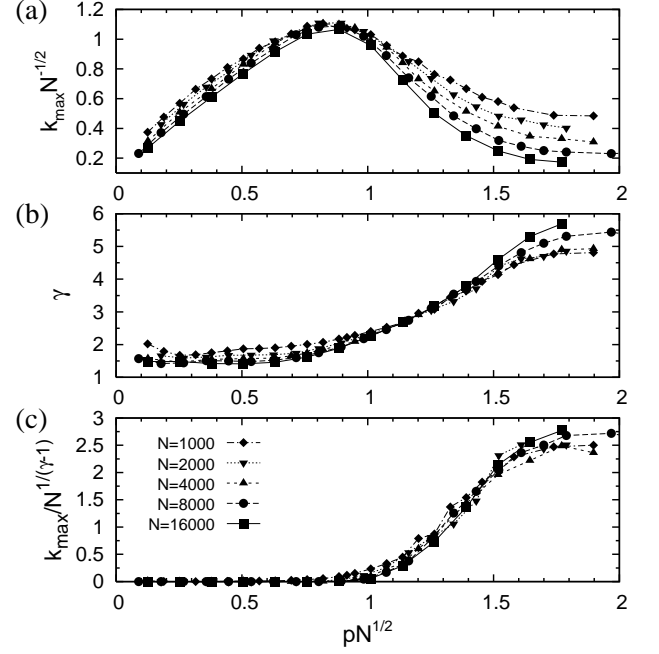 (a)
k_max N^-1/2
1.2
1.0
0.8
0.6
0.4
0.2
0 0.5 1 1.5 2
(b)
γ
6
5
4
3
2
1
0 0.5 1 1.5 2
(c)
k_max/N^1/(γ-1)
3
2.5
2
1.5
1
0.5
0
N=1000
N=2000
N=4000
N=8000
N=16000
0 0.5 1 1.5 2
pN^1/2